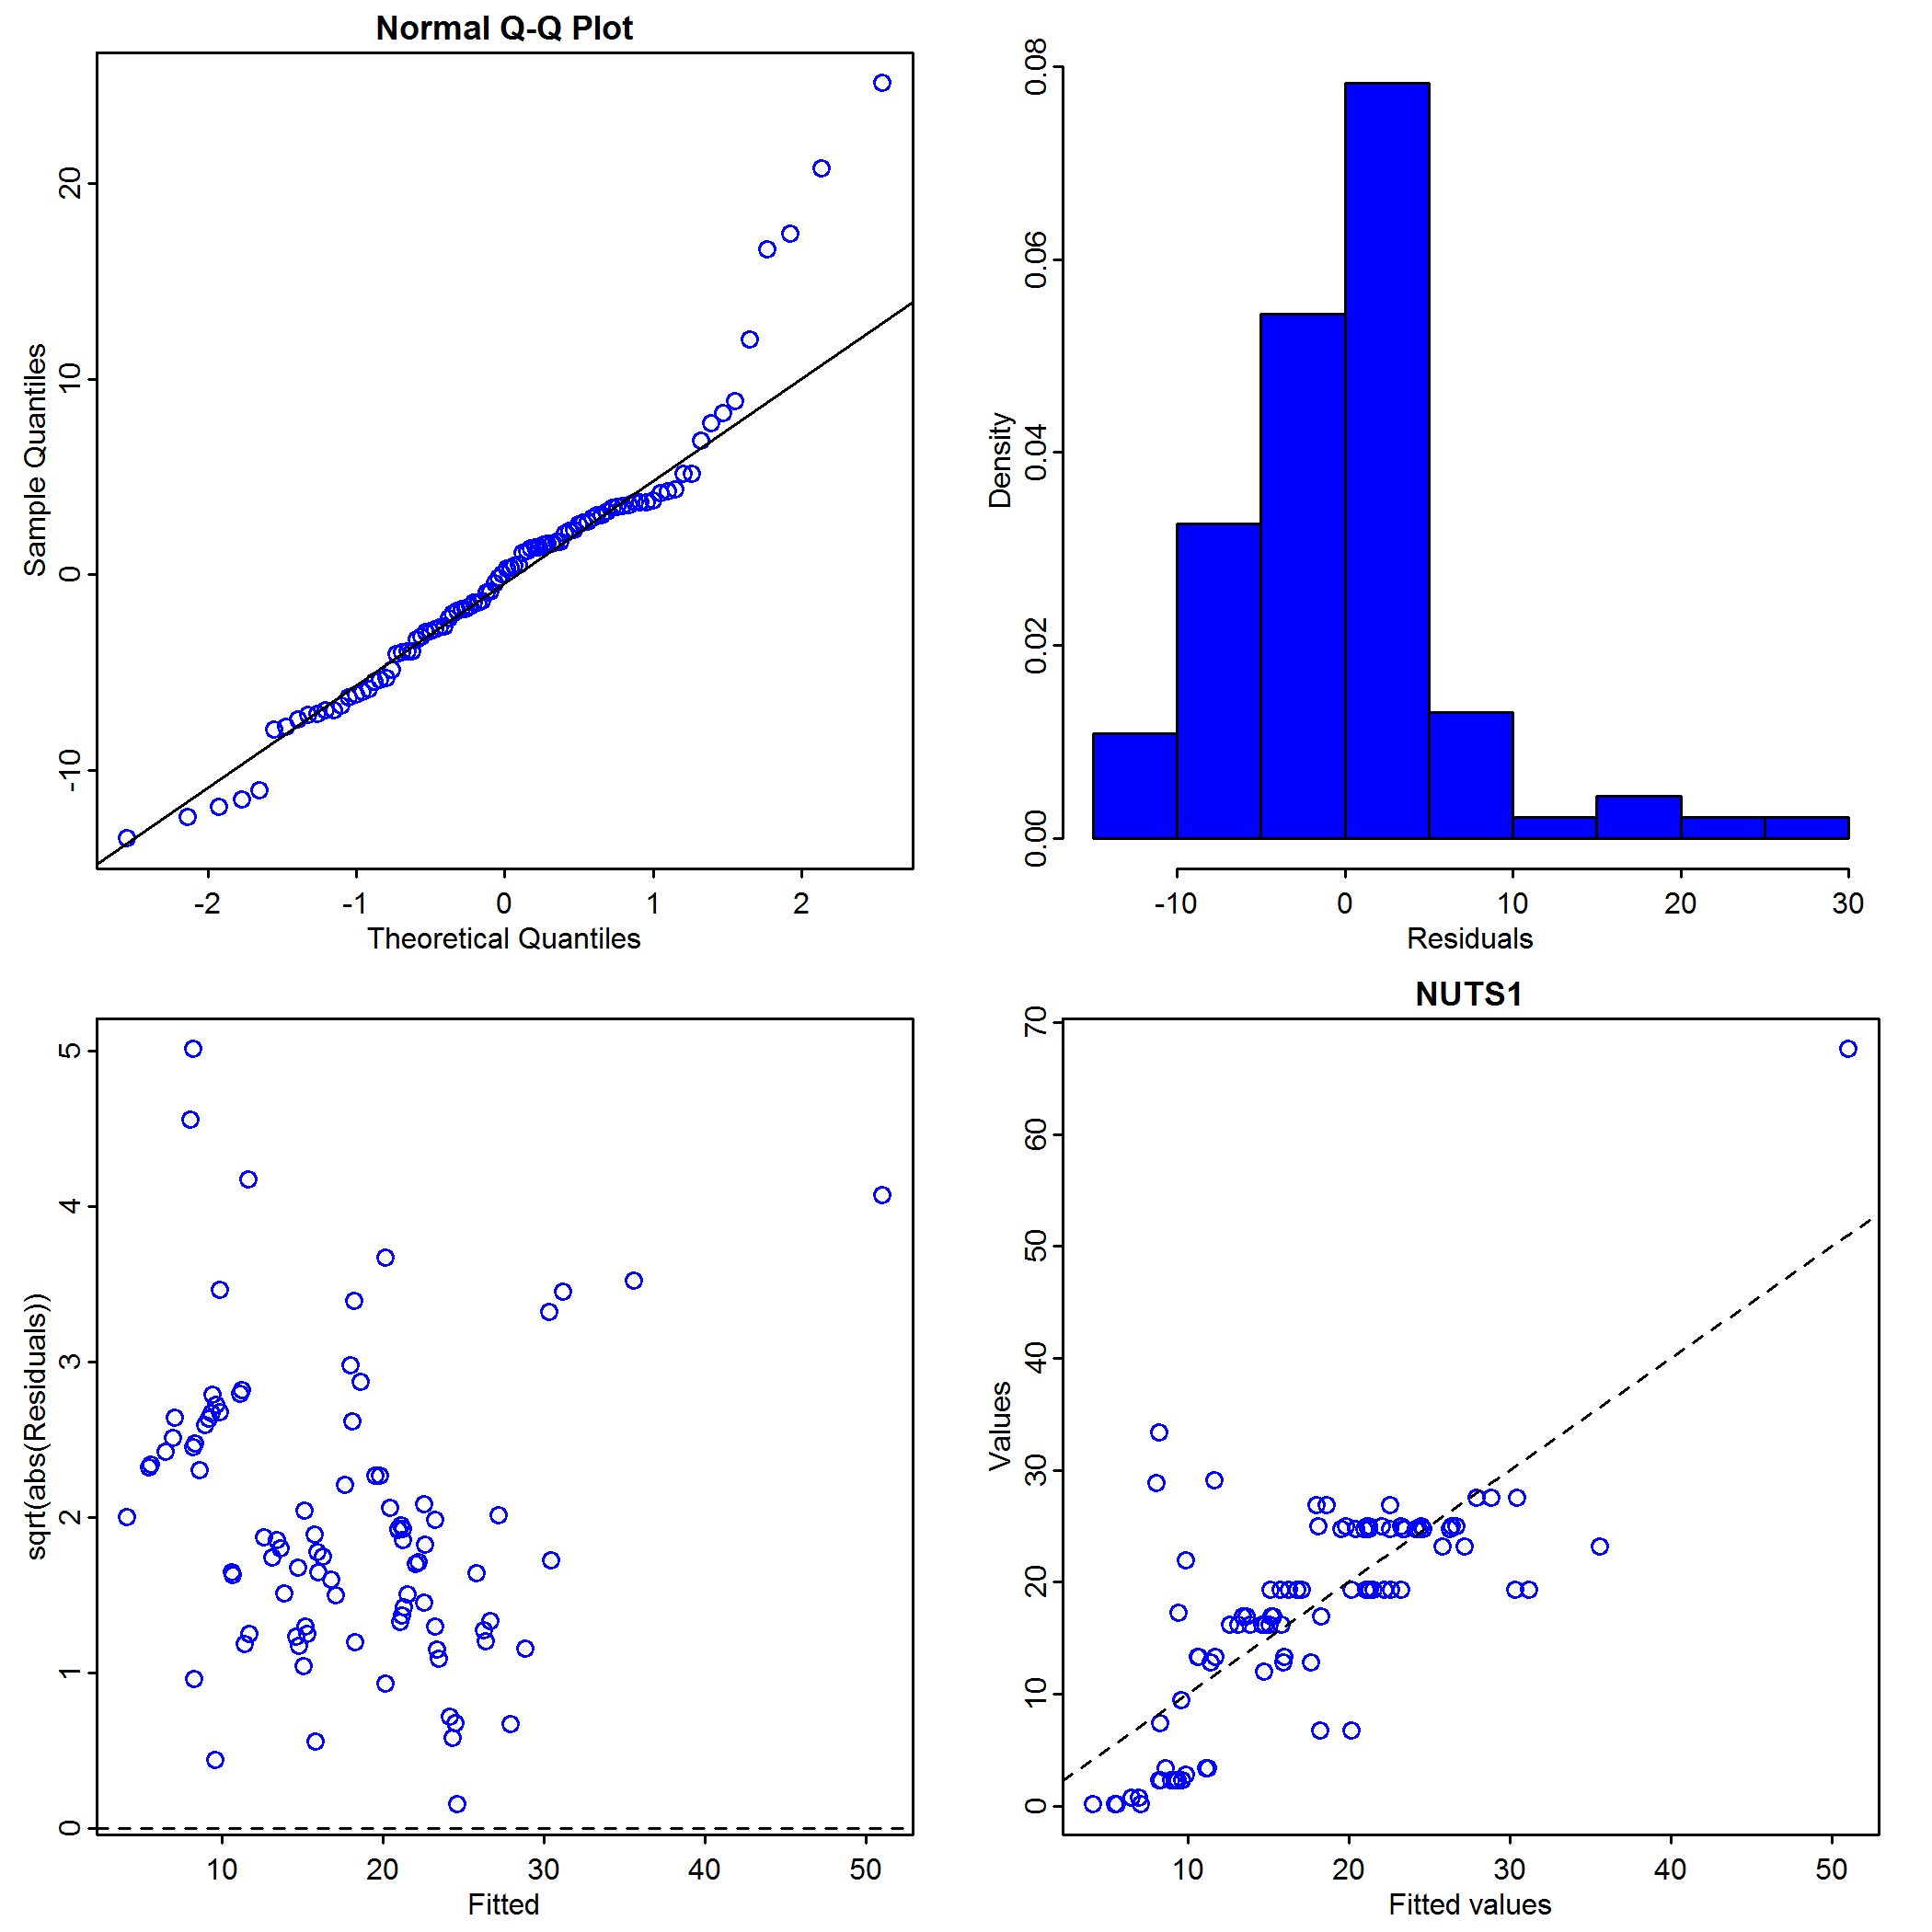 Normal Q-Q Plot
Sample Quantiles
-10 0 10 20
-2 -1 0 1 2
Theoretical Quantiles
Density
0.00 0.02 0.04 0.06 0.08
-10 0 10 20 30
Residuals
sqrt(abs(Residuals))
0 1 2 3 4 5
10 20 30 40 50
Fitted
NUTS1
Values
0 10 20 30 40 50 60 70
10 20 30 40 50
Fitted values